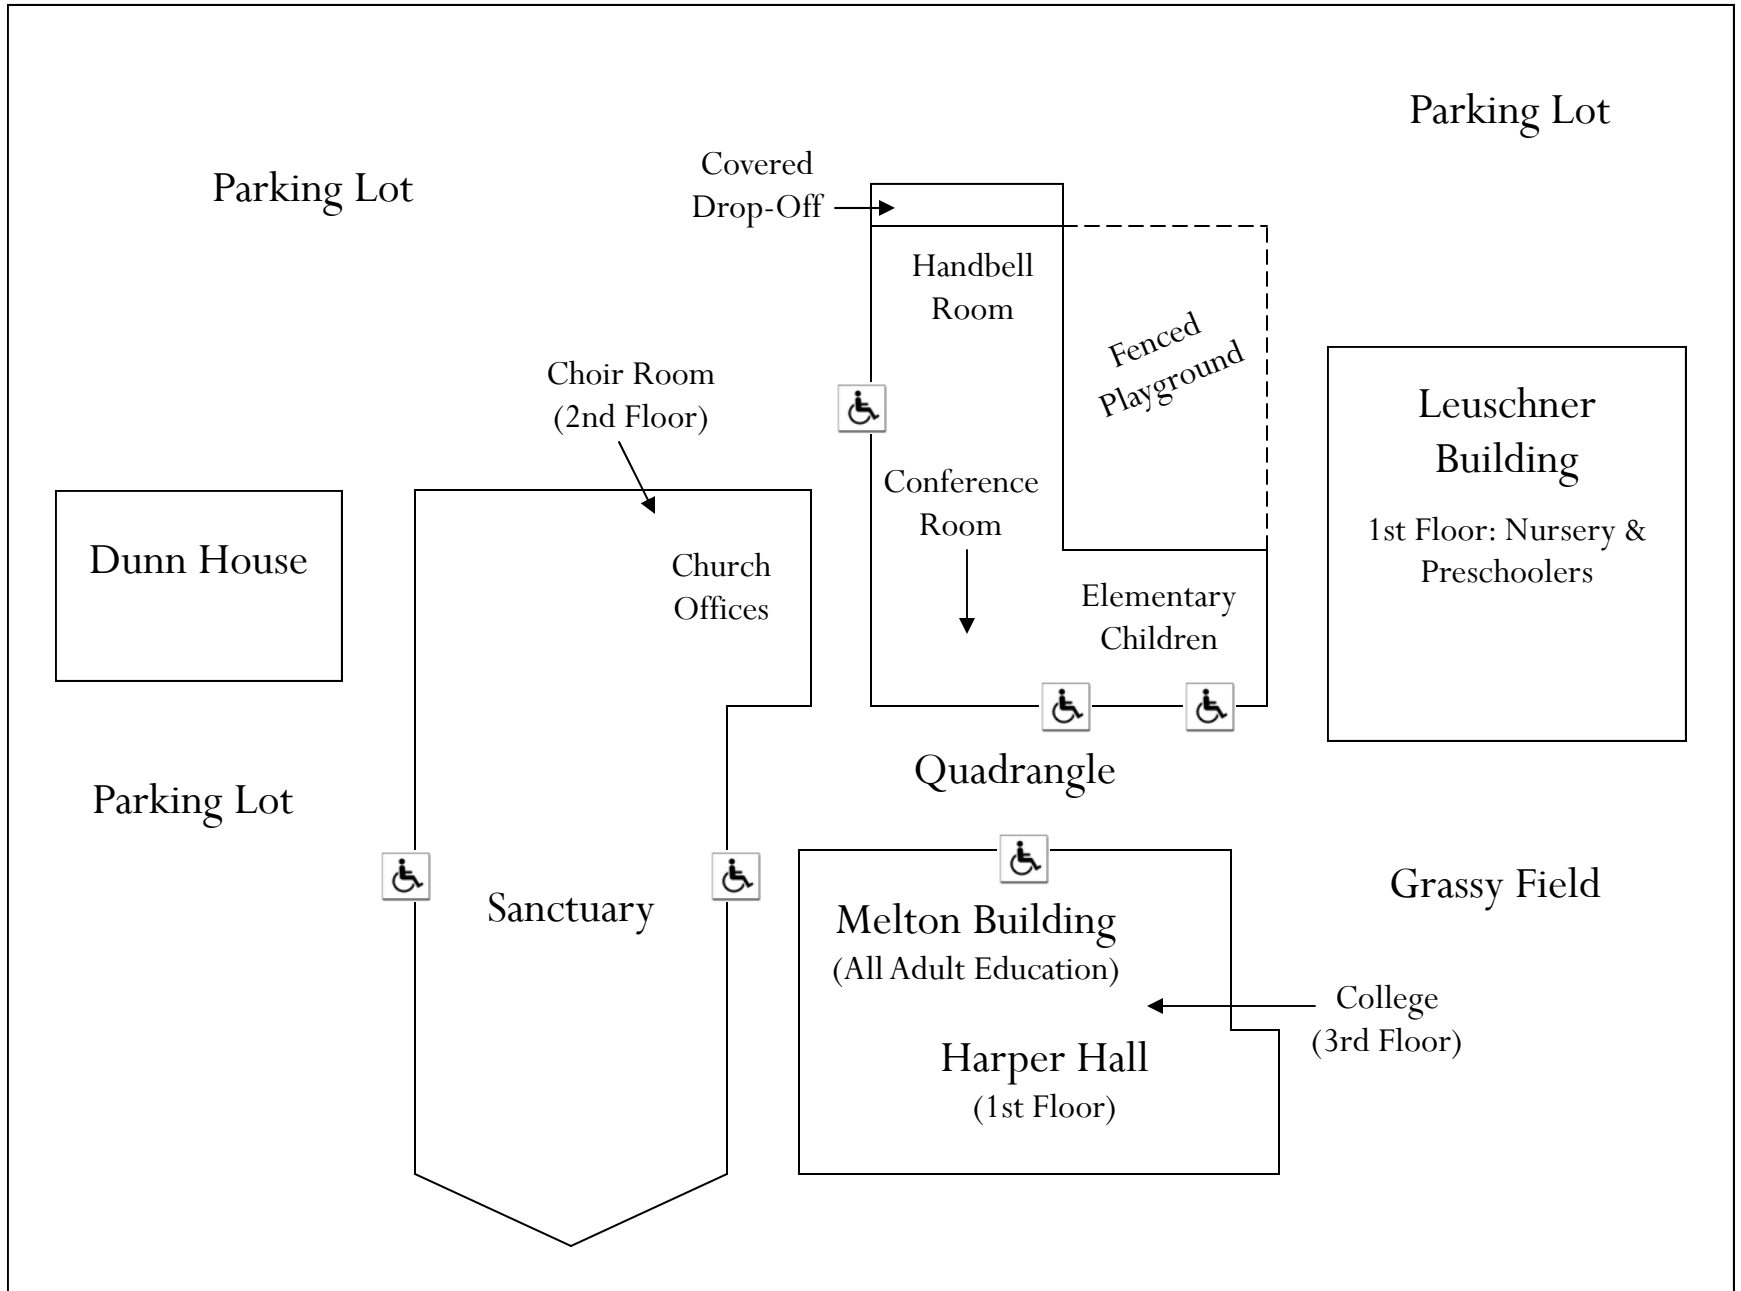 Parking Lot
Parking Lot
Covered
Drop-Off
Handbell
Room
Fenced
Playground
Choir Room
(2nd Floor)
Leuschner
Building
1st Floor: Nursery &
Preschoolers
Conference
Room
Dunn House
Church
Offices
Elementary
Children
Quadrangle
Parking Lot
Sanctuary
Grassy Field
Melton Building
(All Adult Education)
College
(3rd Floor)
Harper Hall
(1st Floor)